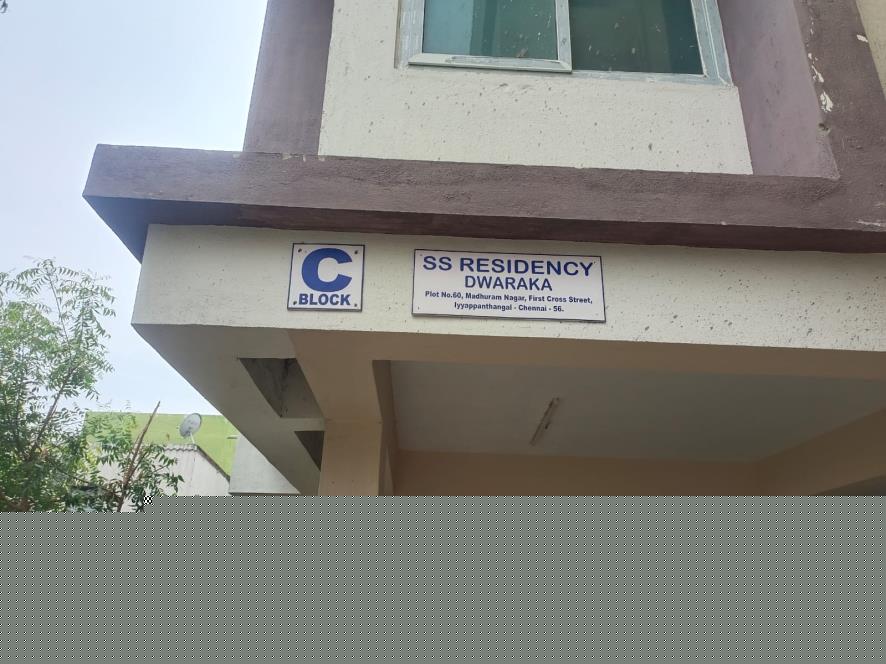 C
BLOCK
SS RESIDENCY
DWARAKA
Plot No.60, Madhuram Nagar, First Cross Street,
Iyyappanthangal - Chennai - 56.